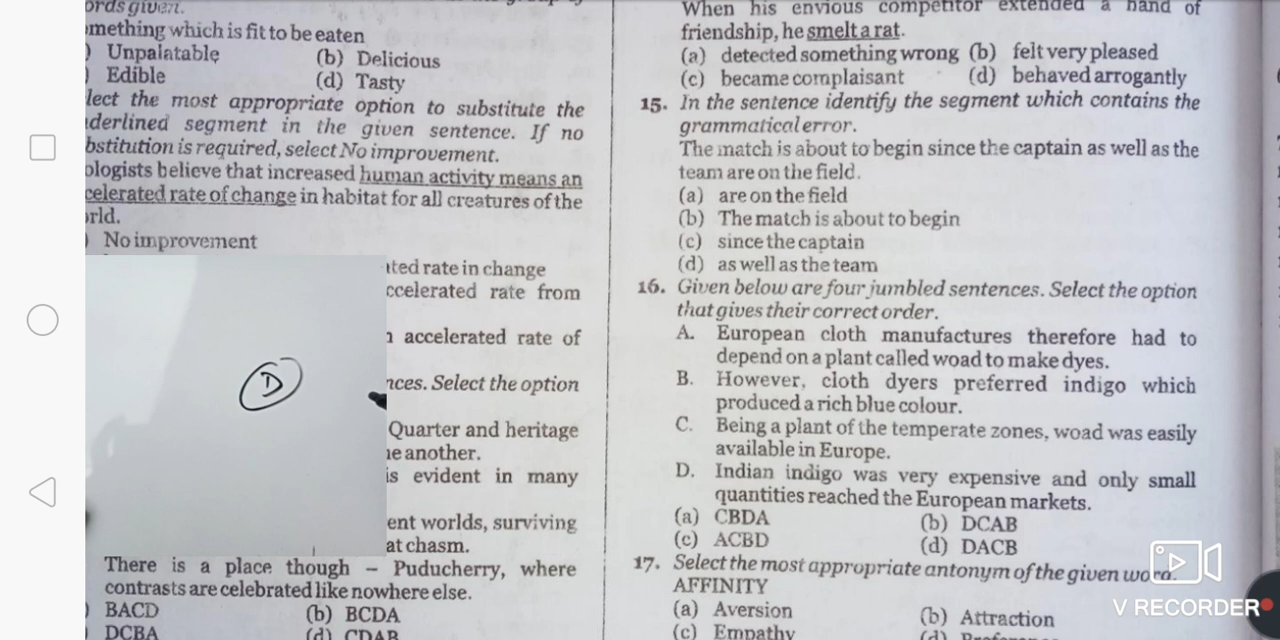 ords given.
mething which is fit to be eaten
) Unpalatable (b) Delicious
) Edible (d) Tasty
lect the most appropriate option to substitute the
derlined segment in the given sentence. If no
bstitution is required, select No improvement.
ologists believe that increased human activity means an
celerated rate of change in habitat for all creatures of the
orld.
) No improvement
ated rate in change
ccelerated rate from
n accelerated rate of
nces. Select the option
Quarter and heritage
ne another.
is evident in many
ent worlds, surviving
at chasm.
D
There is a place though – Puducherry, where
contrasts are celebrated like nowhere else.
) BACD (b) BCDA
DCBA (d) CDAB
When his envious competitor extended a hand of
friendship, he smelt a rat.
(a) detected something wrong (b) felt very pleased
(c) became complaisant (d) behaved arrogantly
15. In the sentence identify the segment which contains the
grammatical error.
The match is about to begin since the captain as well as the
team are on the field.
(a) are on the field
(b) The match is about to begin
(c) since the captain
(d) as well as the team
16. Given below are four jumbled sentences. Select the option
that gives their correct order.
A. European cloth manufactures therefore had to
depend on a plant called woad to make dyes.
B. However, cloth dyers preferred indigo which
produced a rich blue colour.
C. Being a plant of the temperate zones, woad was easily
available in Europe.
D. Indian indigo was very expensive and only small
quantities reached the European markets.
(a) CBDA (b) DCAB
(c) ACBD (d) DACB
17. Select the most appropriate antonym of the given word.
AFFINITY
(a) Aversion (b) Attraction
(c) Empathy (d)
V RECORDER